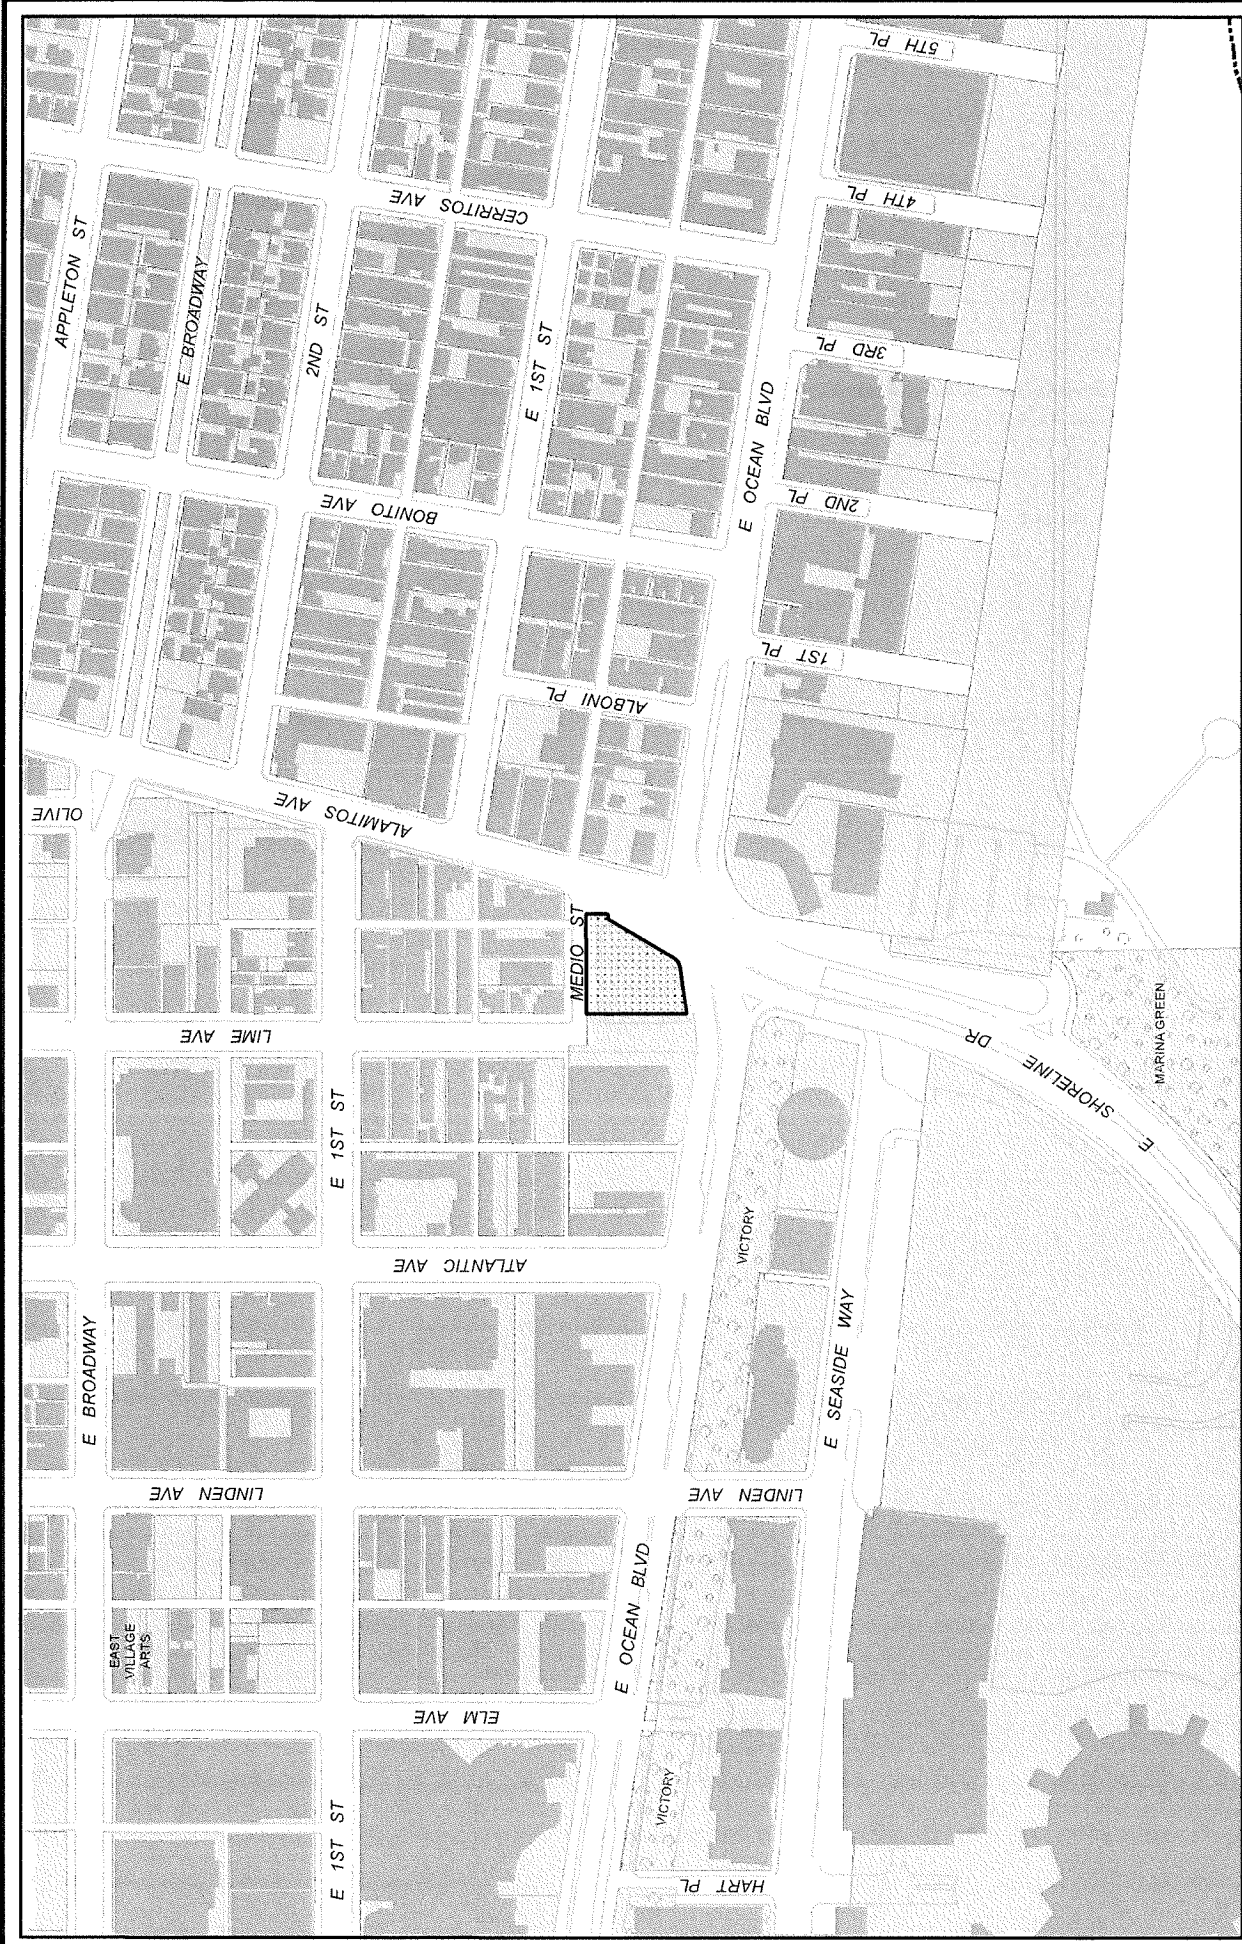 5TH PL
4TH PL
CERRITOS AVE
APPLETON ST
E BROADWAY
2ND ST
E 1ST ST
3RD PL
E OCEAN BLVD
2ND PL
BONITO AVE
1ST PL
ALBONI PL
OLIVE
ALAMITOS AVE
MEDIO ST
LIME AVE
E SHORELINE DR
MARINA GREEN
E 1ST ST
VICTORY
ATLANTIC AVE
E BROADWAY
E SEASIDE WAY
LINDEN AVE
LINDEN AVE
E OCEAN BLVD
EAST
VILLAGE
ARTS
ELM AVE
VICTORY
E 1ST ST
HART PL